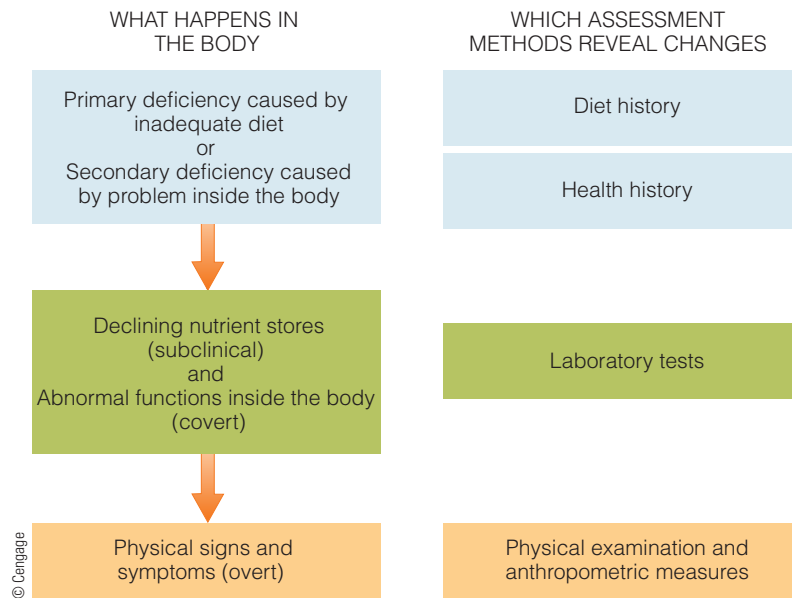 WHAT HAPPENS IN
THE BODY
Primary deficiency caused by
inadequate diet
or
Secondary deficiency caused
by problem inside the body
Declining nutrient stores
(subclinical)
and
Abnormal functions inside the body
(covert)
Physical signs and
symptoms (overt)
WHICH ASSESSMENT
METHODS REVEAL CHANGES
Diet history
Health history
Laboratory tests
Physical examination and
anthropometric measures
© Cengage